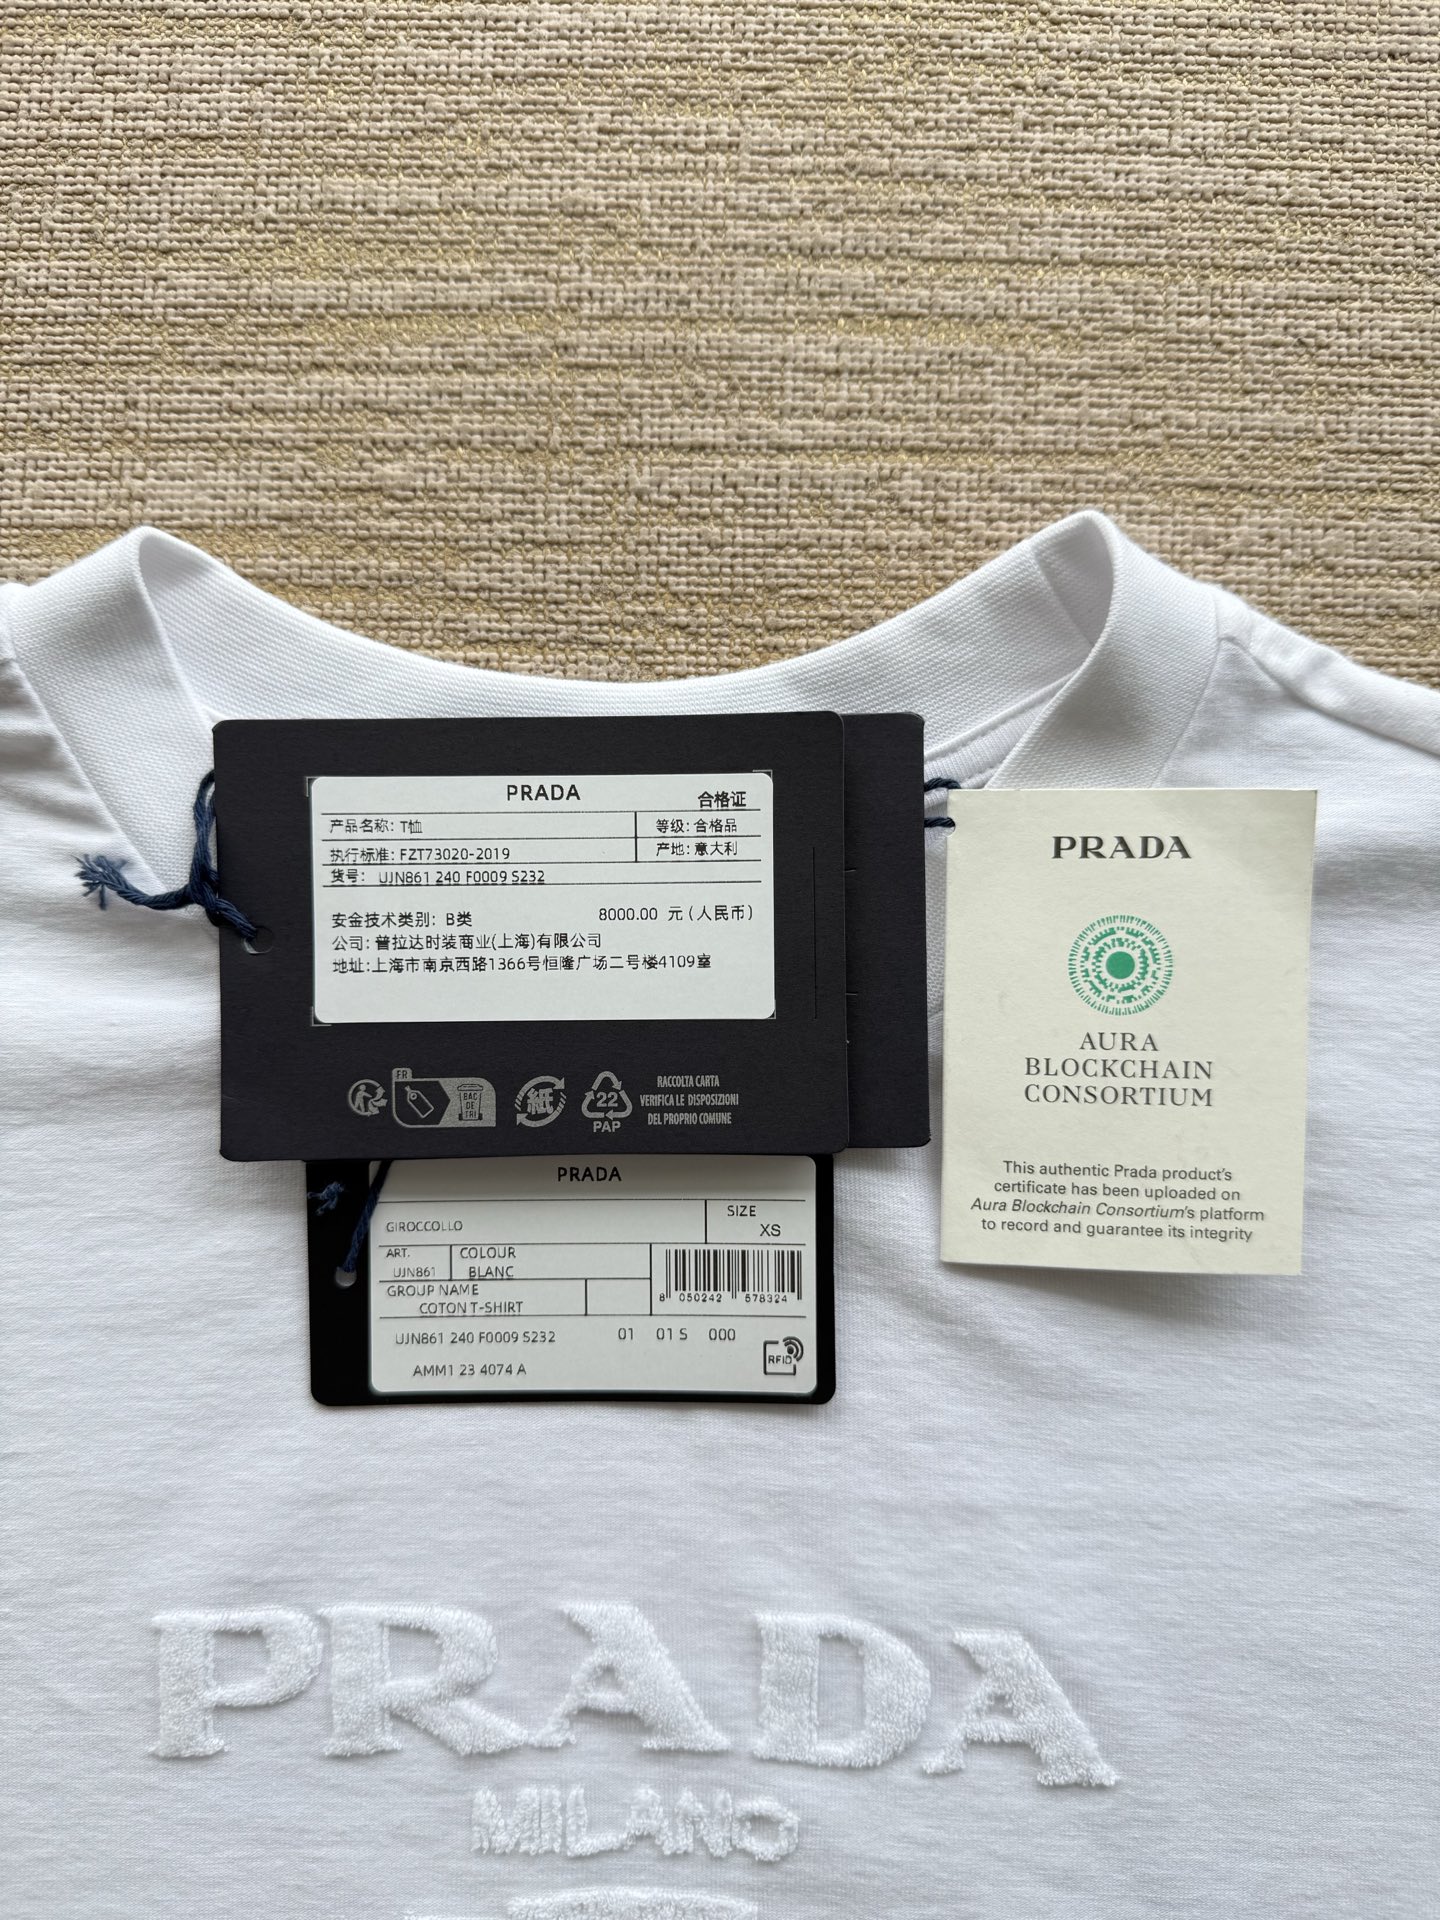 PRADA
合格证
产品名称: T恤
等级: 合格品
执行标准: FZT73020-2019
产地: 意大利
货号: UJN861 240 F0009 S232
安金技术类别: B类
8000.00 元 (人民币)
公司: 普拉达时装商业(上海)有限公司
地址:上海市南京西路1366号恒隆广场二号楼4109室
FR
BAC
DE
TRI
紙
22
PAP
RACCOLTA CARTA
VERIFICA LE DISPOSIZIONI
DEL PROPRIO COMUNE
PRADA
GIROCCOLLO
SIZE
XS
ART.
UJN861
COLOUR
BLANC
GROUP NAME
COTON T-SHIRT
8 050242 578324
UJN861 240 F0009 S232 01 01 S 000
AMM1 23 4074 A
RFID
PRADA
AURA
BLOCKCHAIN
CONSORTIUM
This authentic Prada product's
certificate has been uploaded on
Aura Blockchain Consortium's platform
to record and guarantee its integrity
PRADA
MILANO